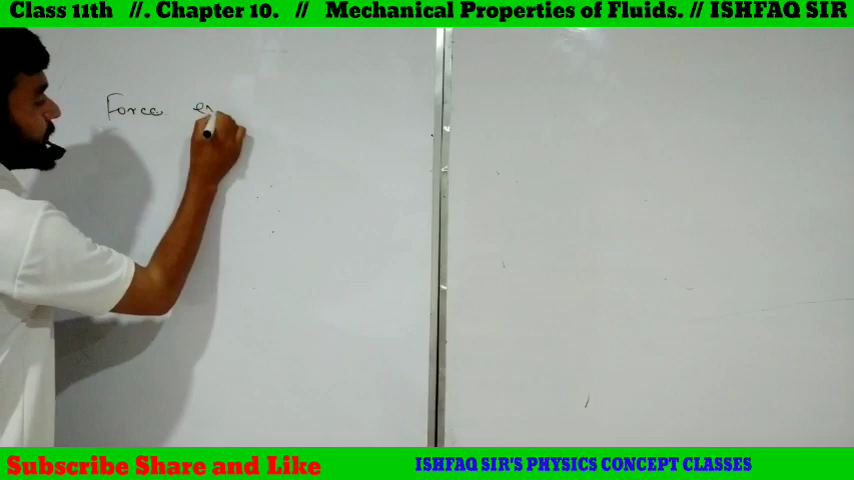 Class 11th //. Chapter 10. // Mechanical Properties of Fluids. // ISHFAQ SIR
Force
Subscribe Share and Like
ISHFAQ SIR'S PHYSICS CONCEPT CLASSES